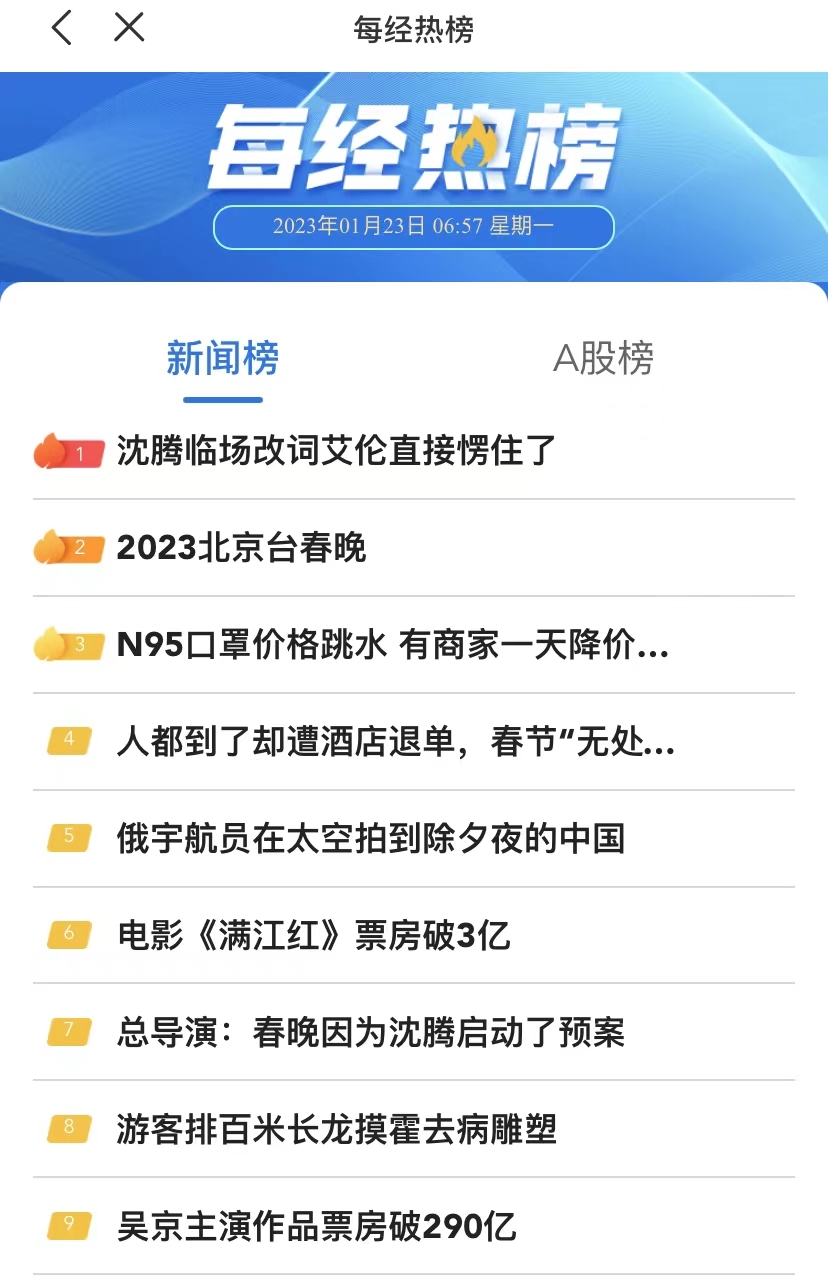 每经热榜
每经热榜
2023年01月23日 06:57 星期一
新闻榜 A股榜
1 沈腾临场改词艾伦直接愣住了
2 2023北京台春晚
3 N95口罩价格跳水 有商家一天降价...
4 人都到了却遭酒店退单，春节“无处...
5 俄宇航员在太空拍到除夕夜的中国
6 电影《满江红》票房破3亿
7 总导演：春晚因为沈腾启动了预案
8 游客排百米长龙摸霍去病雕塑
9 吴京主演作品票房破290亿